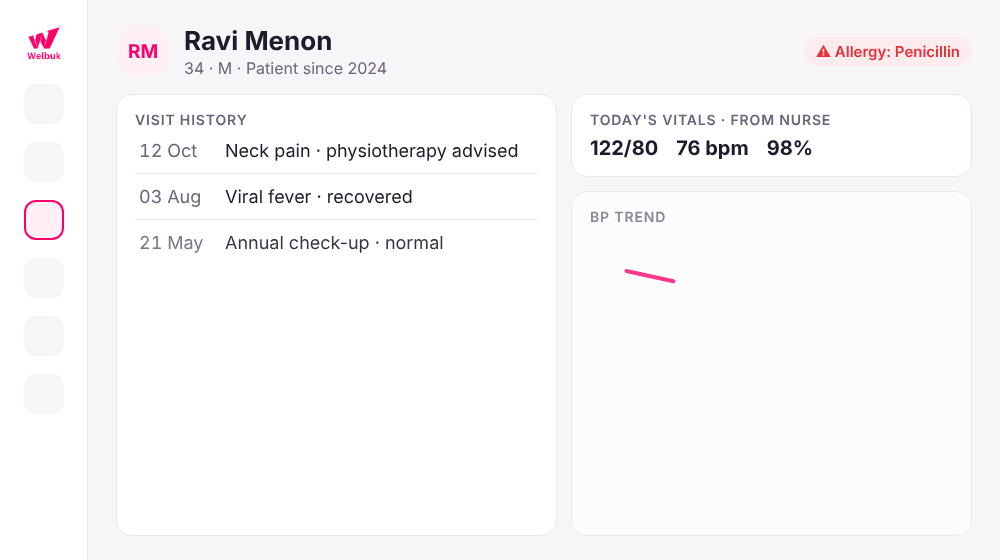 Welbuk
RM
Ravi Menon
34 · M · Patient since 2024
⚠ Allergy: Penicillin
VISIT HISTORY
12 Oct Neck pain · physiotherapy advised
03 Aug Viral fever · recovered
21 May Annual check-up · normal
TODAY'S VITALS · FROM NURSE
122/80 76 bpm 98%
BP TREND